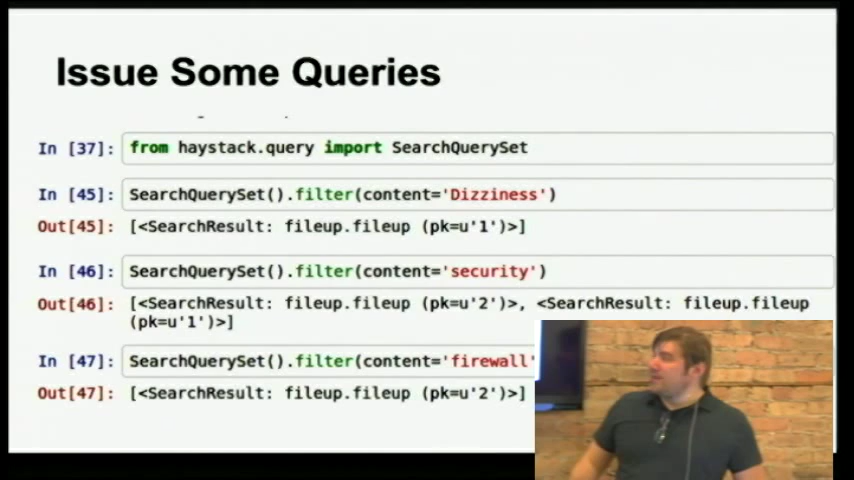 Issue Some Queries
In [37]: from haystack.query import SearchQuerySet
In [45]: SearchQuerySet().filter(content='Dizziness')
Out[45]: [<SearchResult: fileup.fileup (pk=u'1')>]
In [46]: SearchQuerySet().filter(content='security')
Out[46]: [<SearchResult: fileup.fileup (pk=u'2')>, <SearchResult: fileup.fileup
(pk=u'1')>]
In [47]: SearchQuerySet().filter(content='firewall'
Out[47]: [<SearchResult: fileup.fileup (pk=u'2')>]